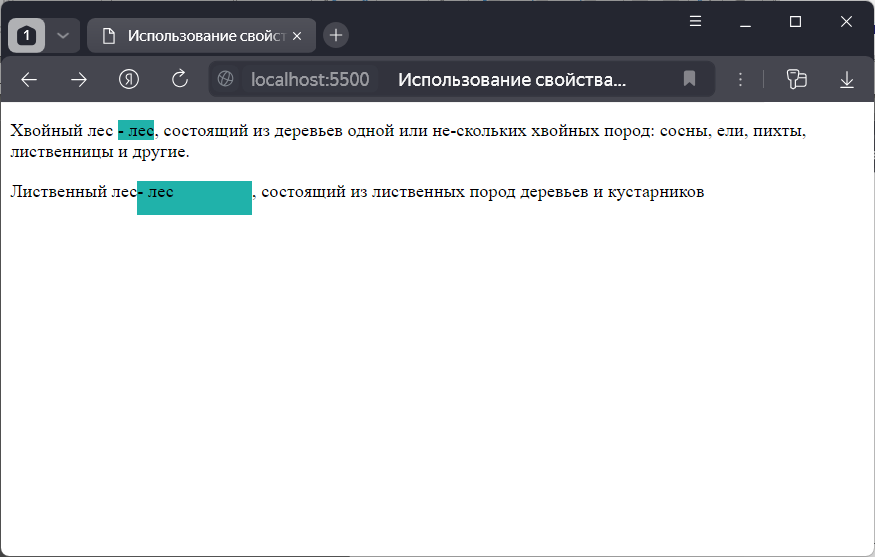 1
Использование свойст
Я
localhost:5500 Использование свойства...
Хвойный лес - лес, состоящий из деревьев одной или не-скольких хвойных пород: сосны, ели, пихты,
лиственницы и другие.
Лиственный лес- лес , состоящий из лиственных пород деревьев и кустарников